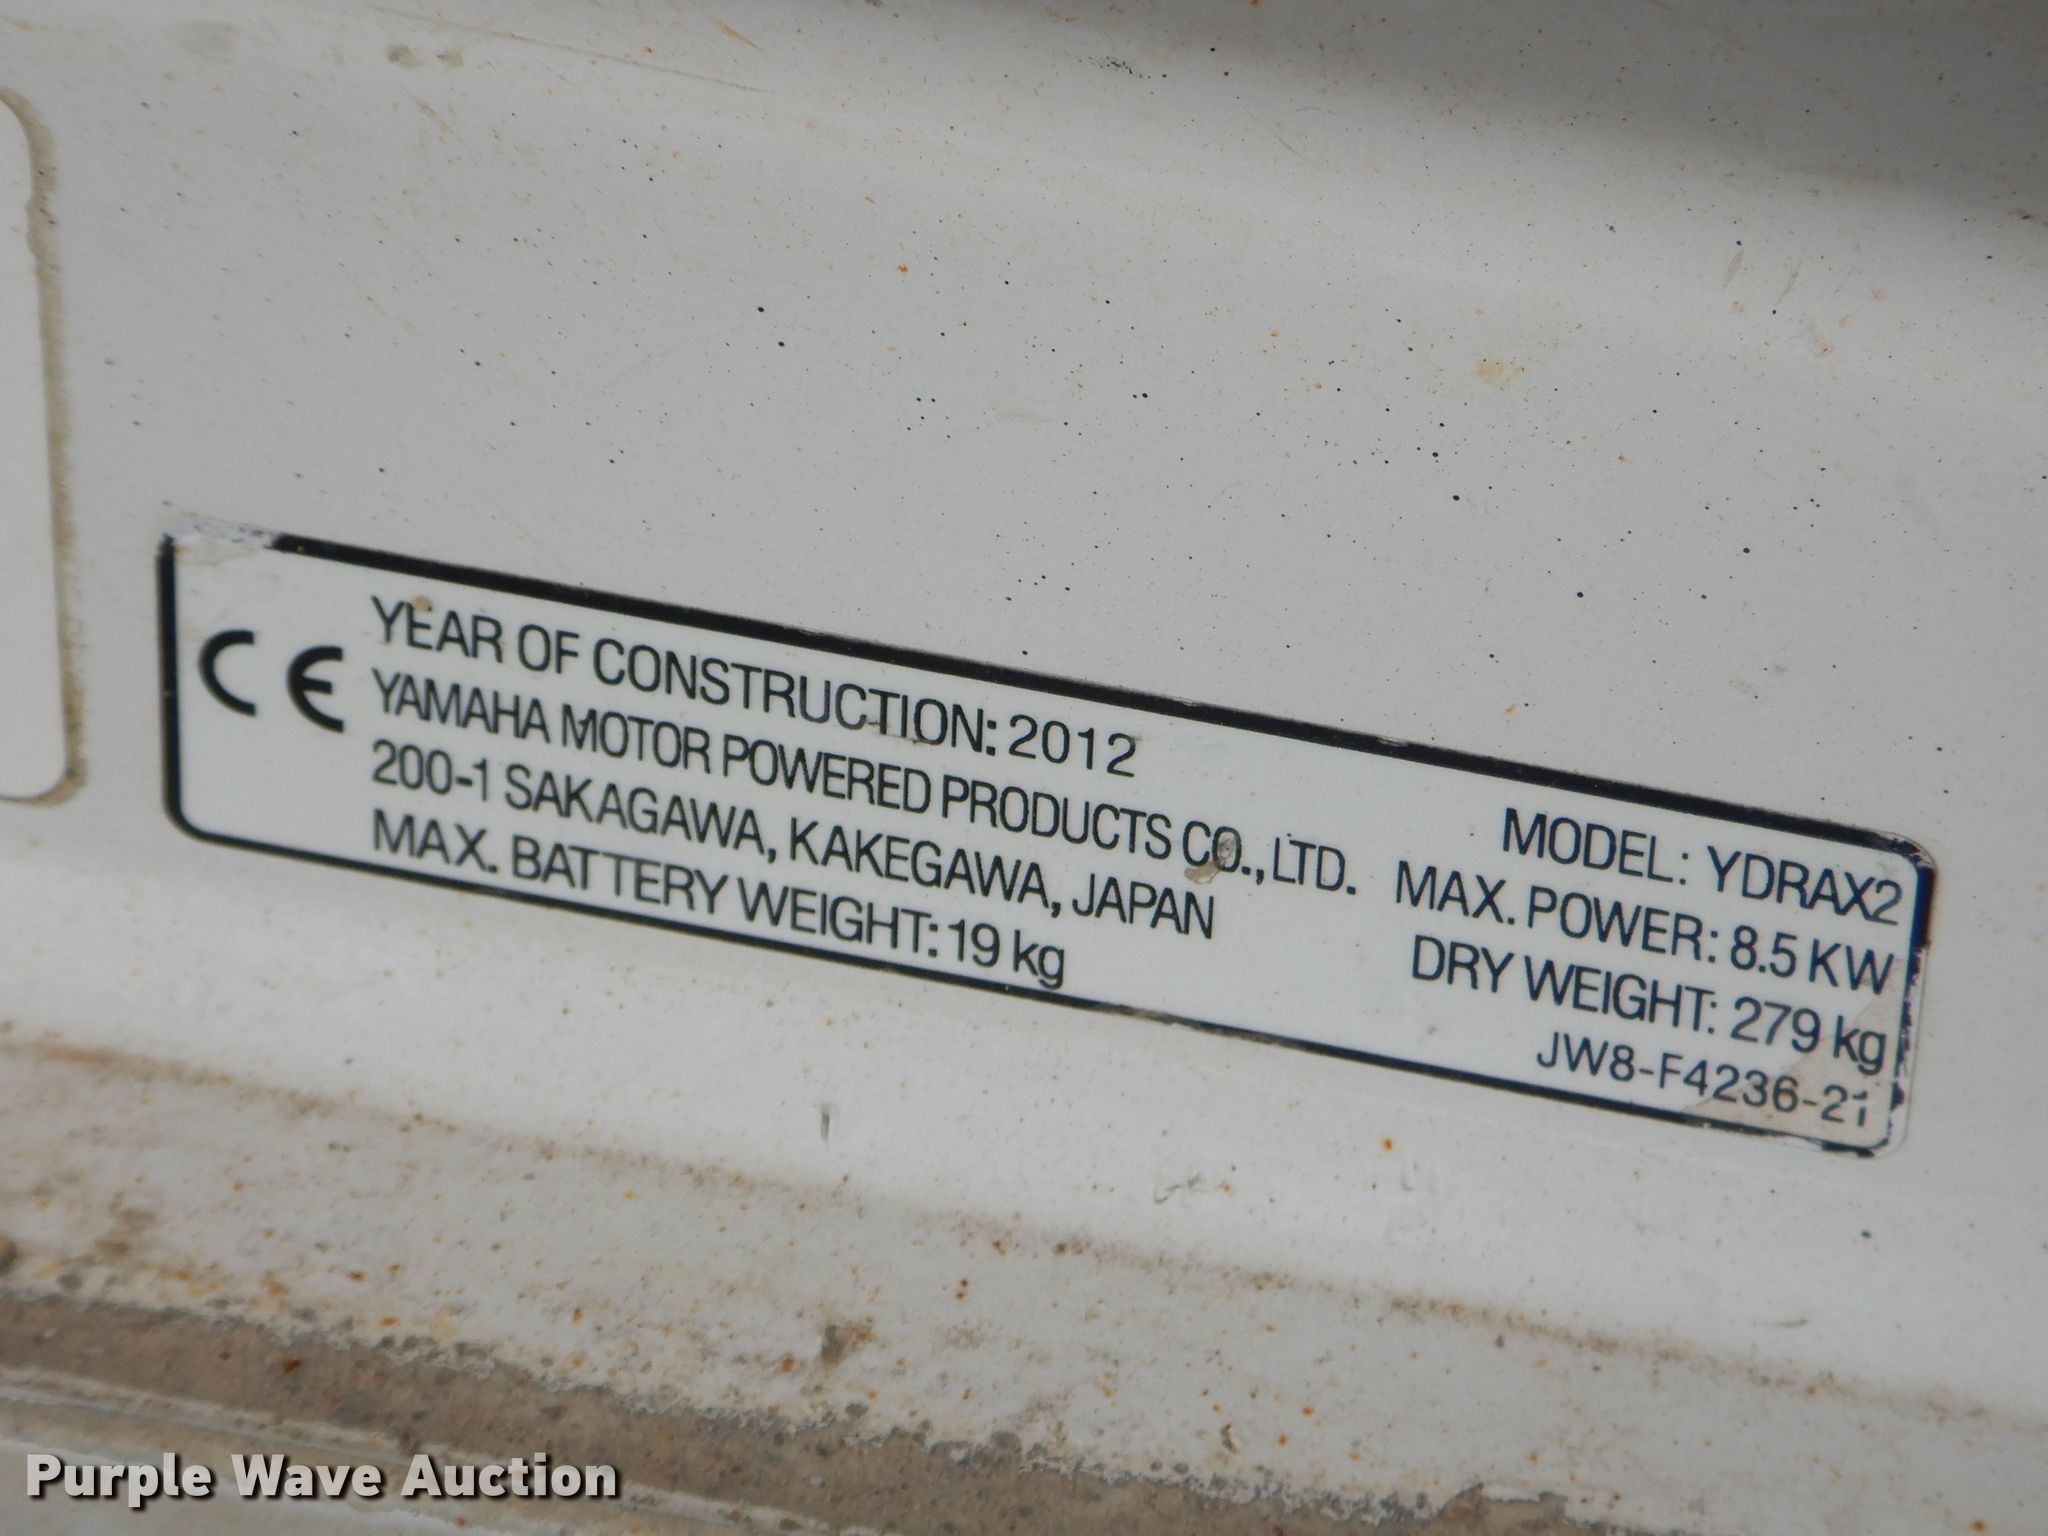 CE
YEAR OF CONSTRUCTION: 2012
YAMAHA MOTOR POWERED PRODUCTS CO., LTD.
200-1 SAKAGAWA, KAKEGAWA, JAPAN
MAX. BATTERY WEIGHT: 19 kg
MODEL: YDRAX2
MAX. POWER: 8.5 KW
DRY WEIGHT: 279 kg
JW8-F4236-21
Purple Wave Auction